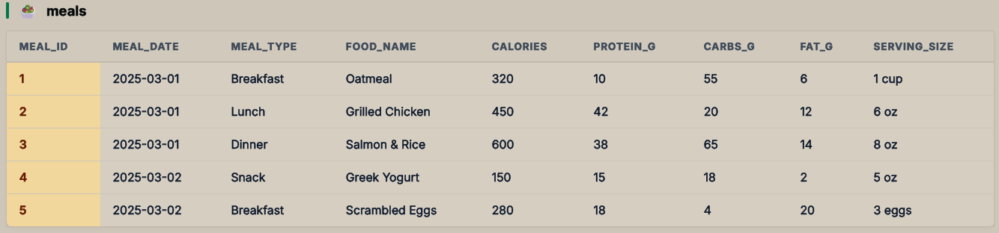 meals
MEAL_ID MEAL_DATE MEAL_TYPE FOOD_NAME CALORIES PROTEIN_G CARBS_G FAT_G SERVING_SIZE
1 2025-03-01 Breakfast Oatmeal 320 10 55 6 1 cup
2 2025-03-01 Lunch Grilled Chicken 450 42 20 12 6 oz
3 2025-03-01 Dinner Salmon & Rice 600 38 65 14 8 oz
4 2025-03-02 Snack Greek Yogurt 150 15 18 2 5 oz
5 2025-03-02 Breakfast Scrambled Eggs 280 18 4 20 3 eggs